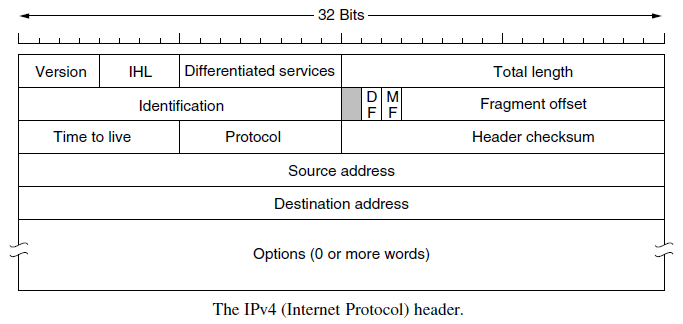 32 Bits
Version IHL Differentiated services Total length
Identification D F M F Fragment offset
Time to live Protocol Header checksum
Source address
Destination address
Options (0 or more words)
The IPv4 (Internet Protocol) header.